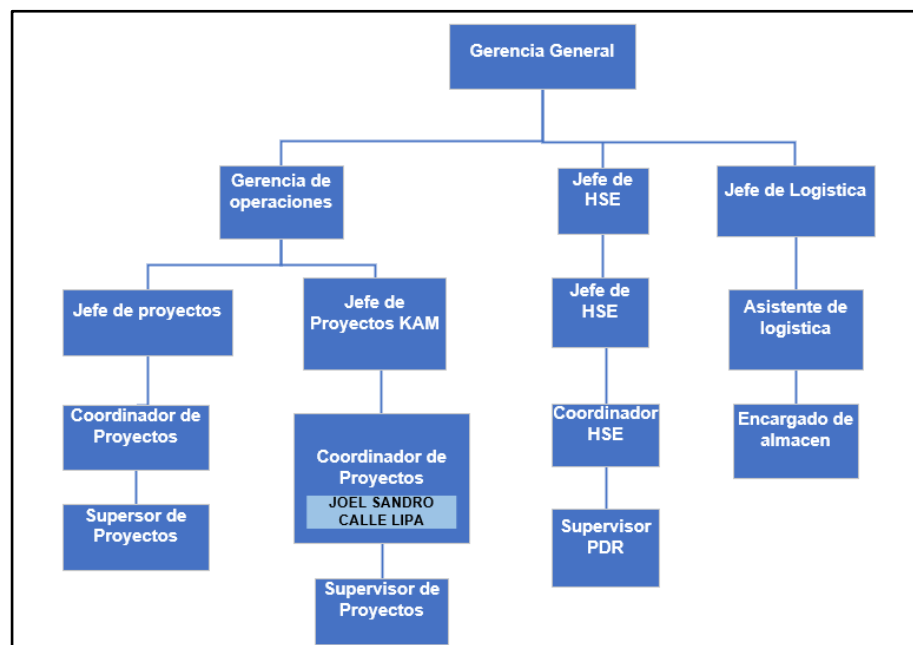 Gerencia General
Gerencia de
operaciones
Jefe de
HSE
Jefe de Logistica
Jefe de proyectos
Jefe de
Proyectos KAM
Jefe de
HSE
Asistente de
logistica
Coordinador de
Proyectos
Coordinador de
Proyectos
JOEL SANDRO
CALLE LIPA
Coordinador
HSE
Encargado de
almacen
Supersor de
Proyectos
Supervisor
PDR
Supervisor de
Proyectos